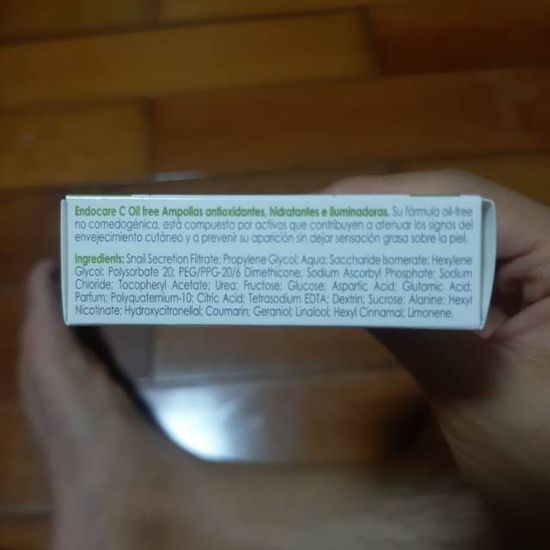 Endocare C Oil free Ampollas antioxidantes, hidratantes e iluminadoras. Su fórmula oil-free
no comedogénica, está compuesta por activos que contribuyen a atenuar los signos del
envejecimiento cutáneo y a prevenir su aparición sin dejar sensación grasa sobre la piel.
Ingredients: Snail Secretion Filtrate; Propylene Glycol; Aqua; Saccharide Isomerate; Hexylene
Glycol; Polysorbate 20; PEG/PPG-20/6 Dimethicone; Sodium Ascorbyl Phosphate; Sodium
Chloride; Tocopheryl Acetate; Urea; Fructose; Glucose; Aspartic Acid; Glutamic Acid;
Parfum; Polyquaternium-10; Citric Acid; Tetrasodium EDTA; Dextrin; Sucrose; Alanine; Hexyl
Nicotinate; Hydroxycitronellal; Coumarin; Geraniol; Linalool; Hexyl Cinnamal; Limonene.